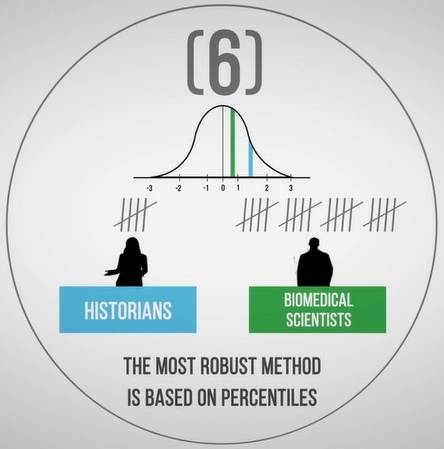 (6)
-3 -2 -1 0 1 2 3
HISTORIANS
BIOMEDICAL
SCIENTISTS
THE MOST ROBUST METHOD
IS BASED ON PERCENTILES